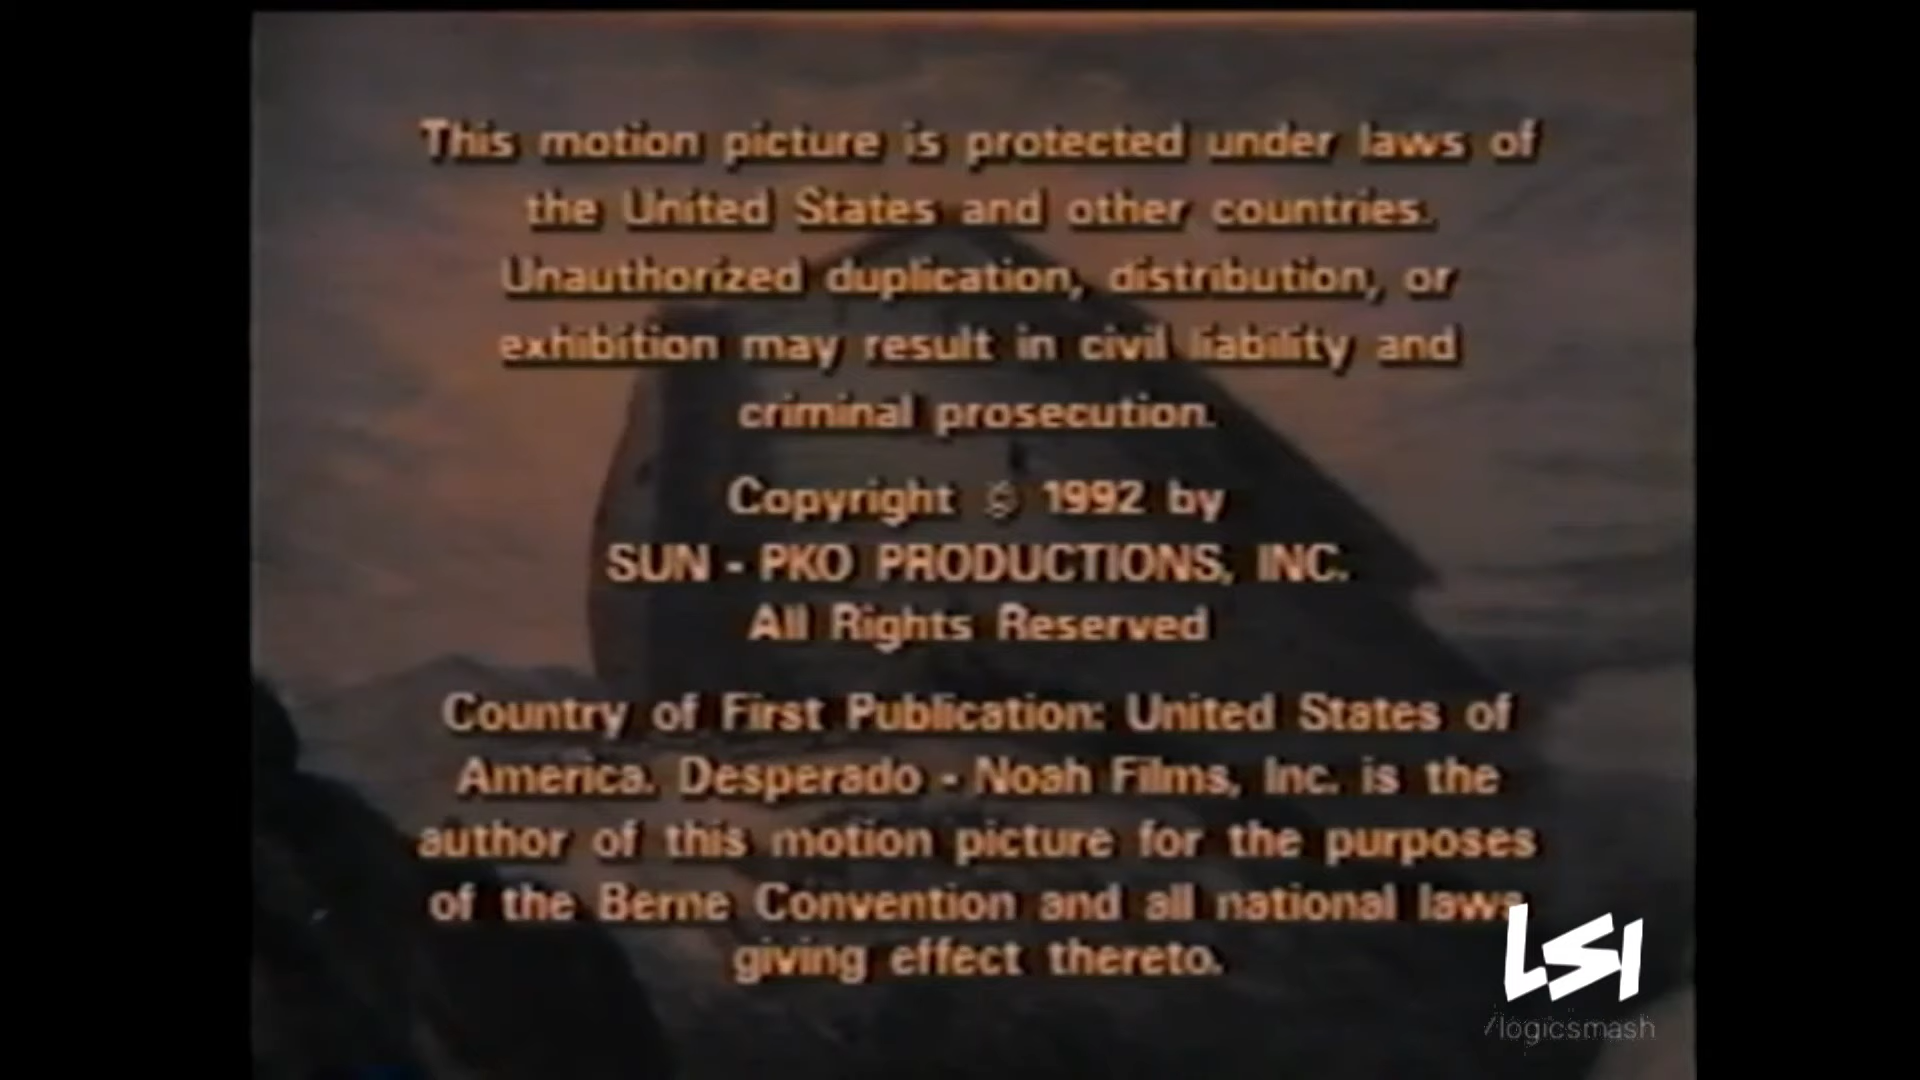 This motion picture is protected under laws of
the United States and other countries.
Unauthorized duplication, distribution, or
exhibition may result in civil liability and
criminal prosecution.
Copyright © 1992 by
SUN - PKO PRODUCTIONS, INC.
All Rights Reserved
Country of First Publication: United States of
America. Desperado - Noah Films, Inc. is the
author of this motion picture for the purposes
of the Berne Convention and all national laws
giving effect thereto.
LSI
/logicsmash